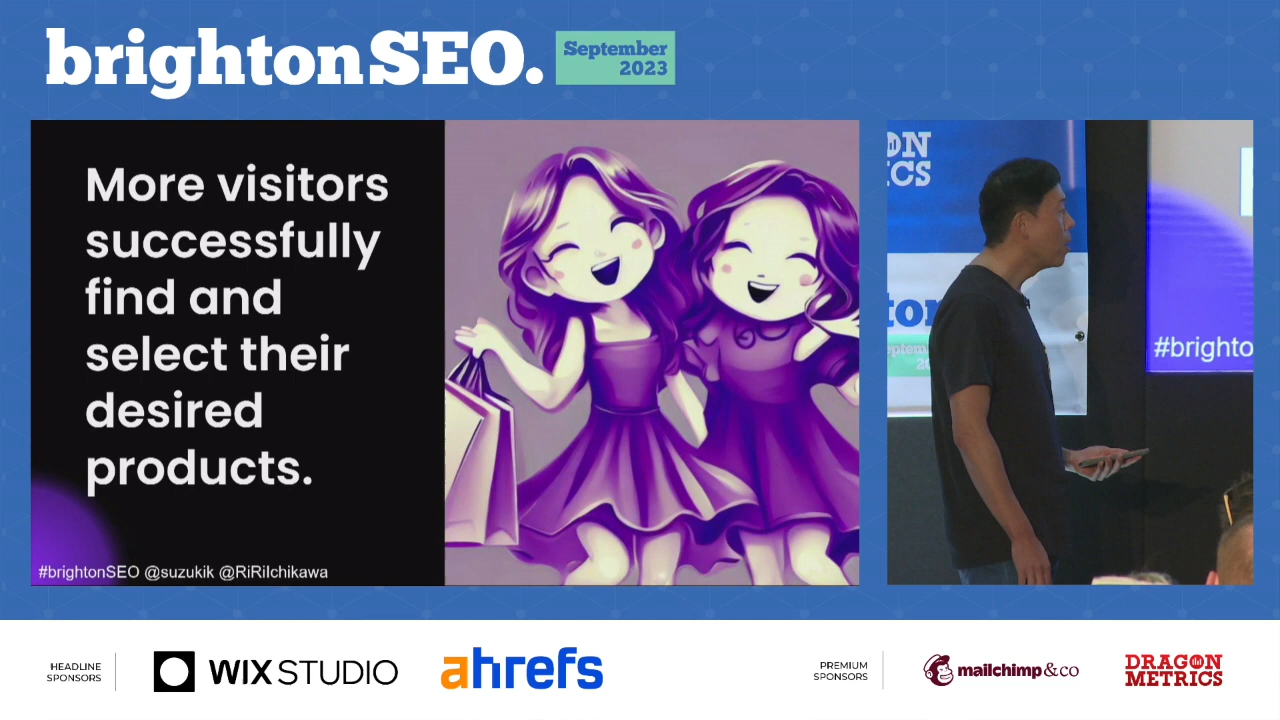 brightonSEO.
September
2023
More visitors
successfully
find and
select their
desired
products.
#brightonSEO @suzukik @RiRiIchikawa
#brighto
HEADLINE
SPONSORS
WIX STUDIO
ahrefs
PREMIUM
SPONSORS
mailchimp&co
DRAGON
METRICS